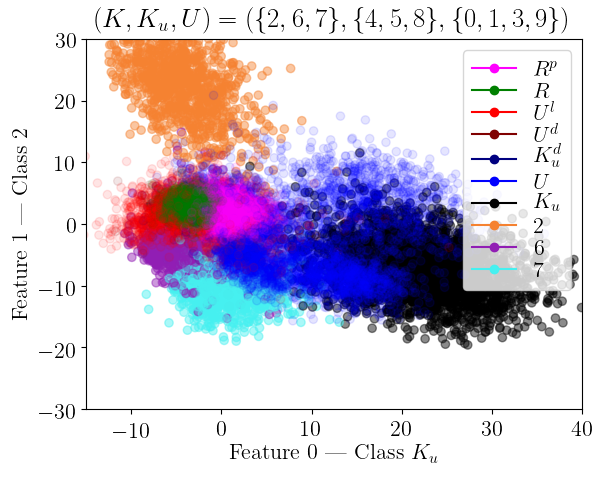 (K, K_u, U) = ({2, 6, 7}, {4, 5, 8}, {0, 1, 3, 9})
30
20
10
0
−10
−20
−30
Feature 1 — Class 2
R^p
R
U^l
U^d
K_u^d
U
K_u
2
6
7
−10
0
10
20
30
40
Feature 0 — Class K_u